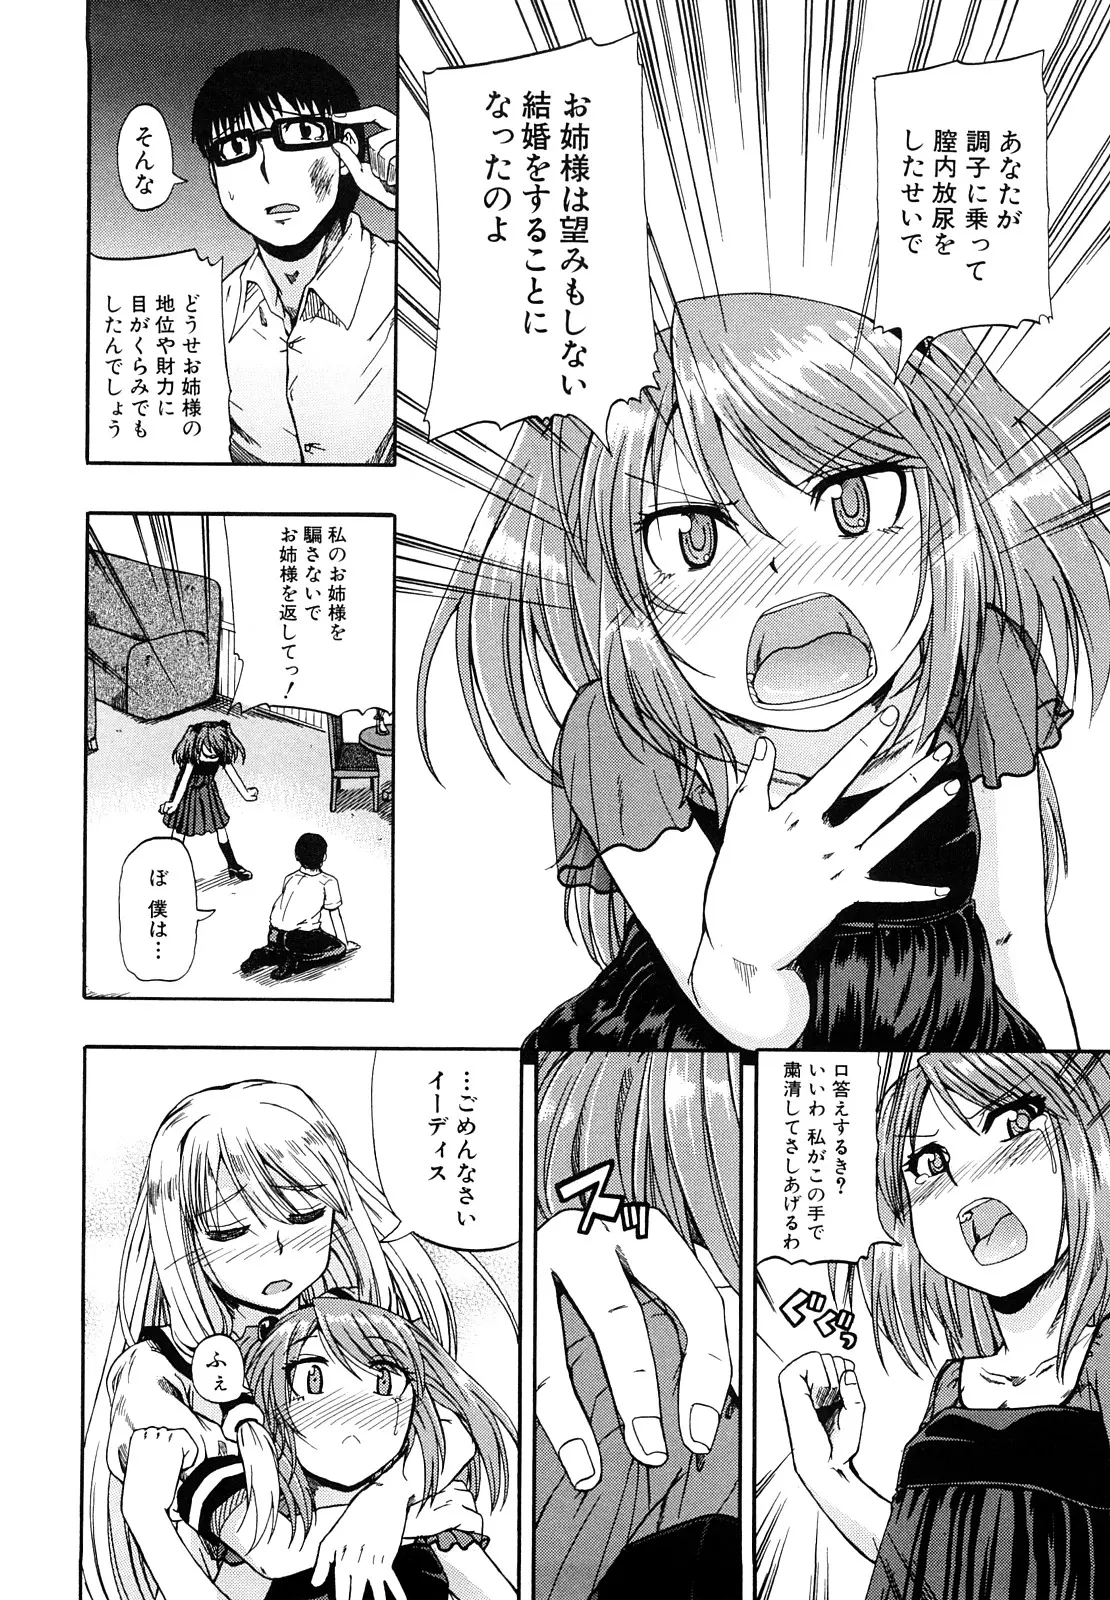 あなたが
調子に乗って
膣内放尿を
したせいで
お姉様は望みもしない
結婚をすることに
なったのよ
そんな
どうせお姉様の
地位や財力に
目がくらみでも
したんでしょう
私のお姉様を
騙さないで
お姉様を返してっ!
ぼ 僕は…
口答えするき?
いいわ 私がこの手で
粛清してさしあげるわ
ぐぐぐっ
スッ
…ごめんなさい
イーディス
ふぇ